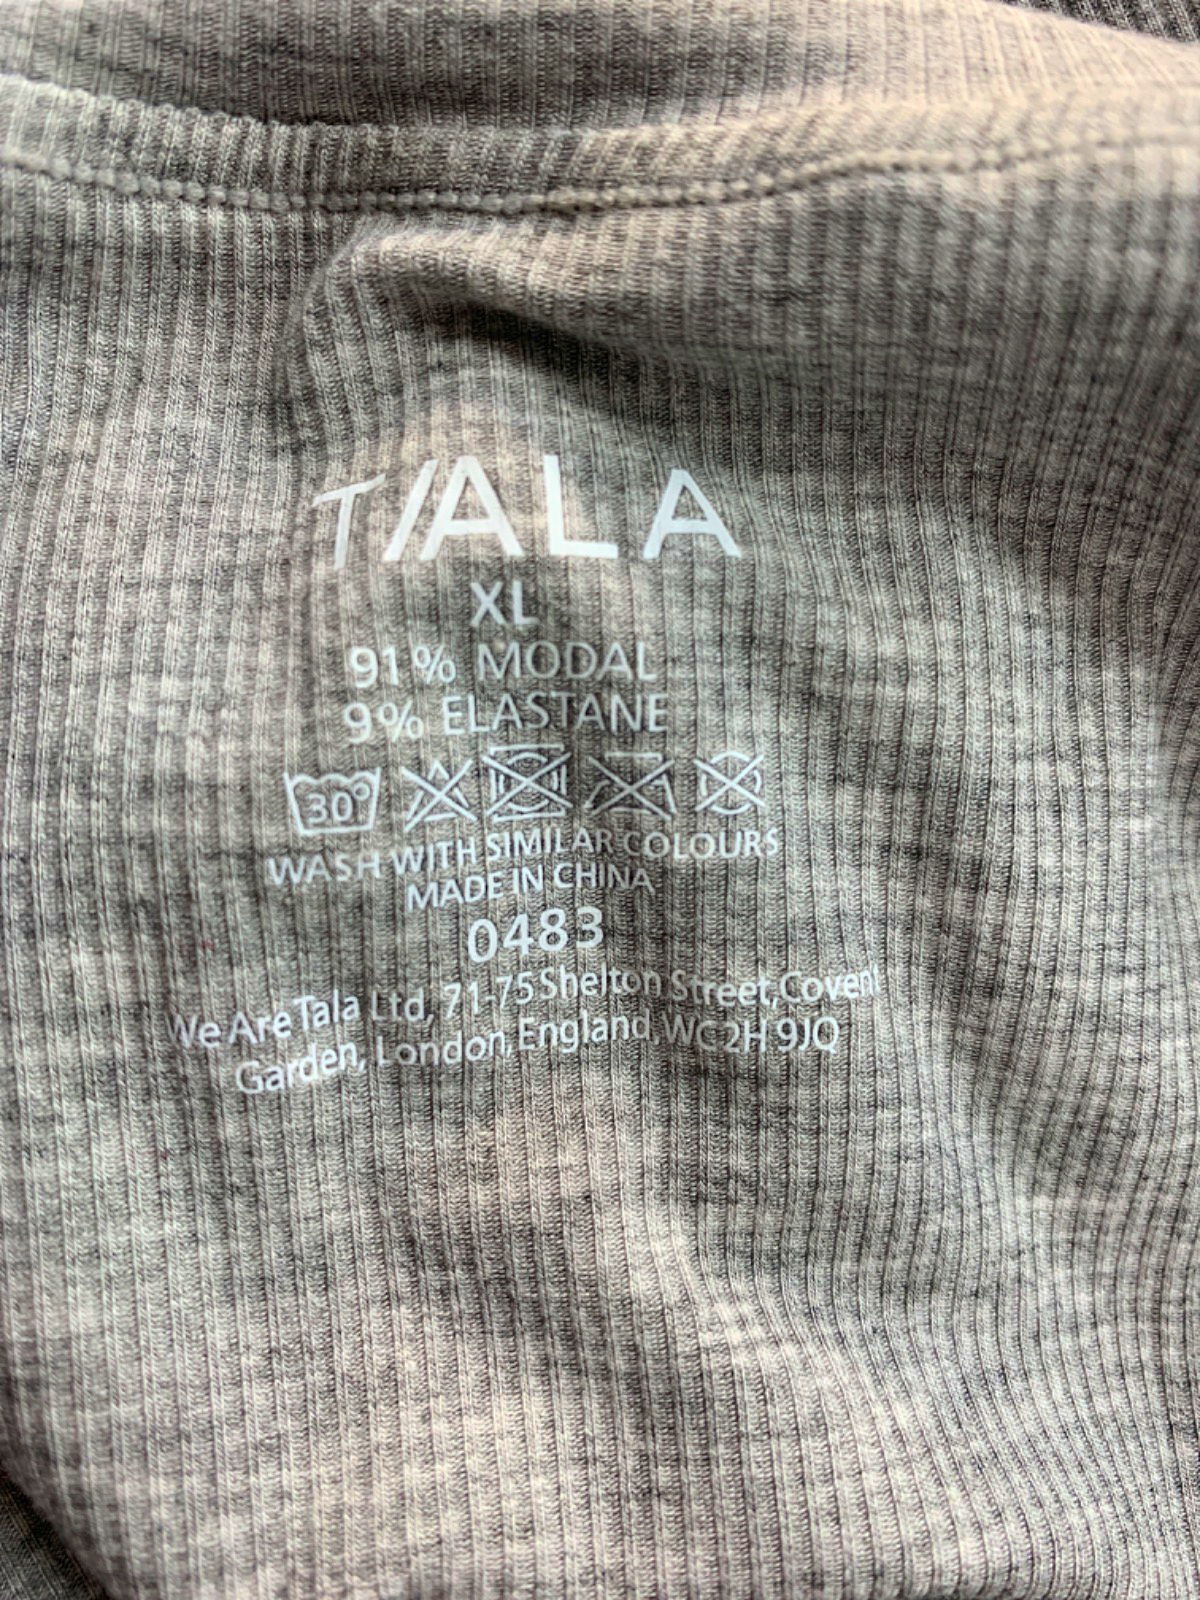 T/ALA
XL
91% MODAL
9% ELASTANE
30°
WASH WITH SIMILAR COLOURS
MADE IN CHINA
0483
We Are Tala Ltd, 71-75 Shelton Street, Covent
Garden, London, England, WC2H 9JQ